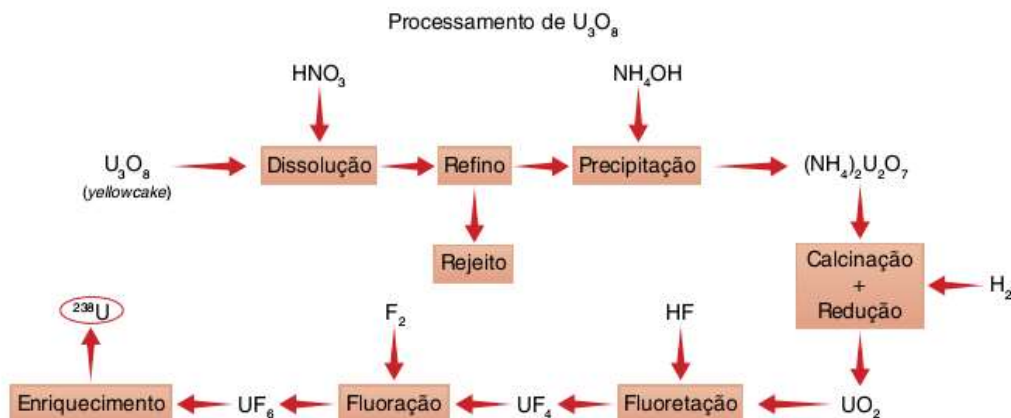 Processamento de U₃O₈
HNO₃
NH₄OH
U₃O₈
(yellowcake)
Dissolução
Refino
Precipitação
(NH₄)₂U₂O₇
Rejeito
Calcinação
+
Redução
H₂
²³⁸U
F₂
HF
Enriquecimento
UF₆
Fluoração
UF₄
Fluoretação
UO₂